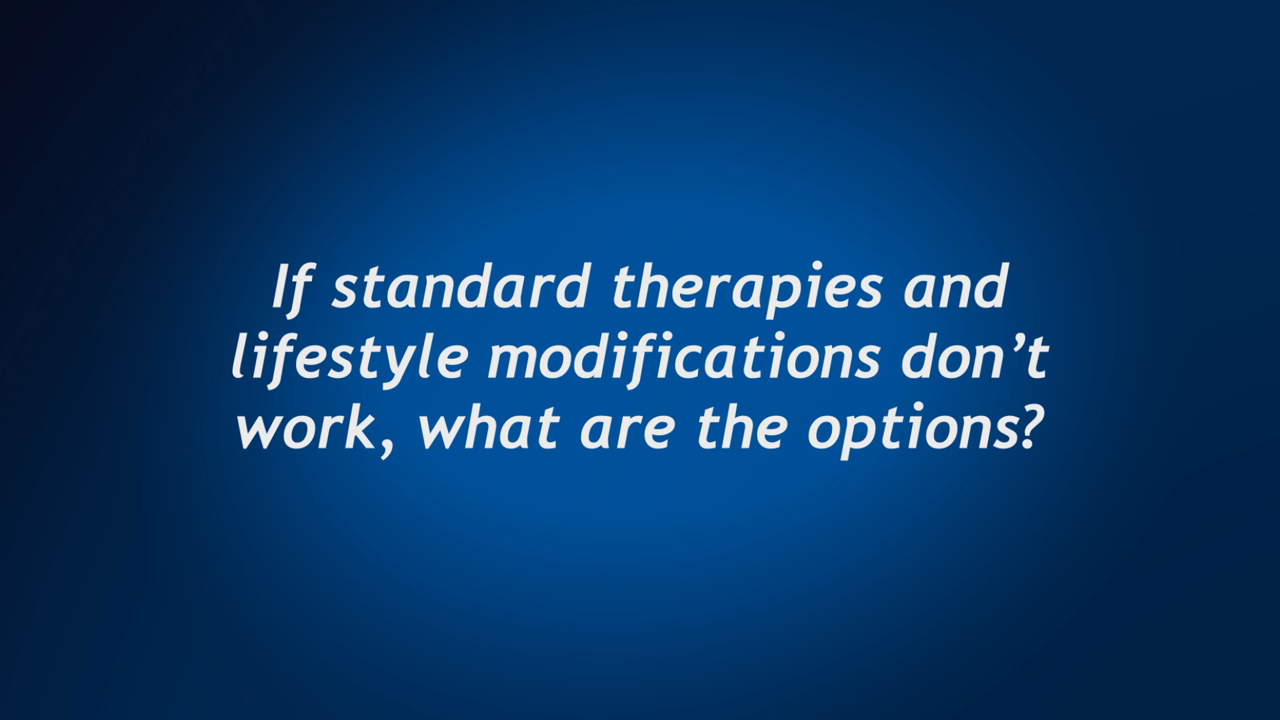 If standard therapies and
lifestyle modifications don’t
work, what are the options?